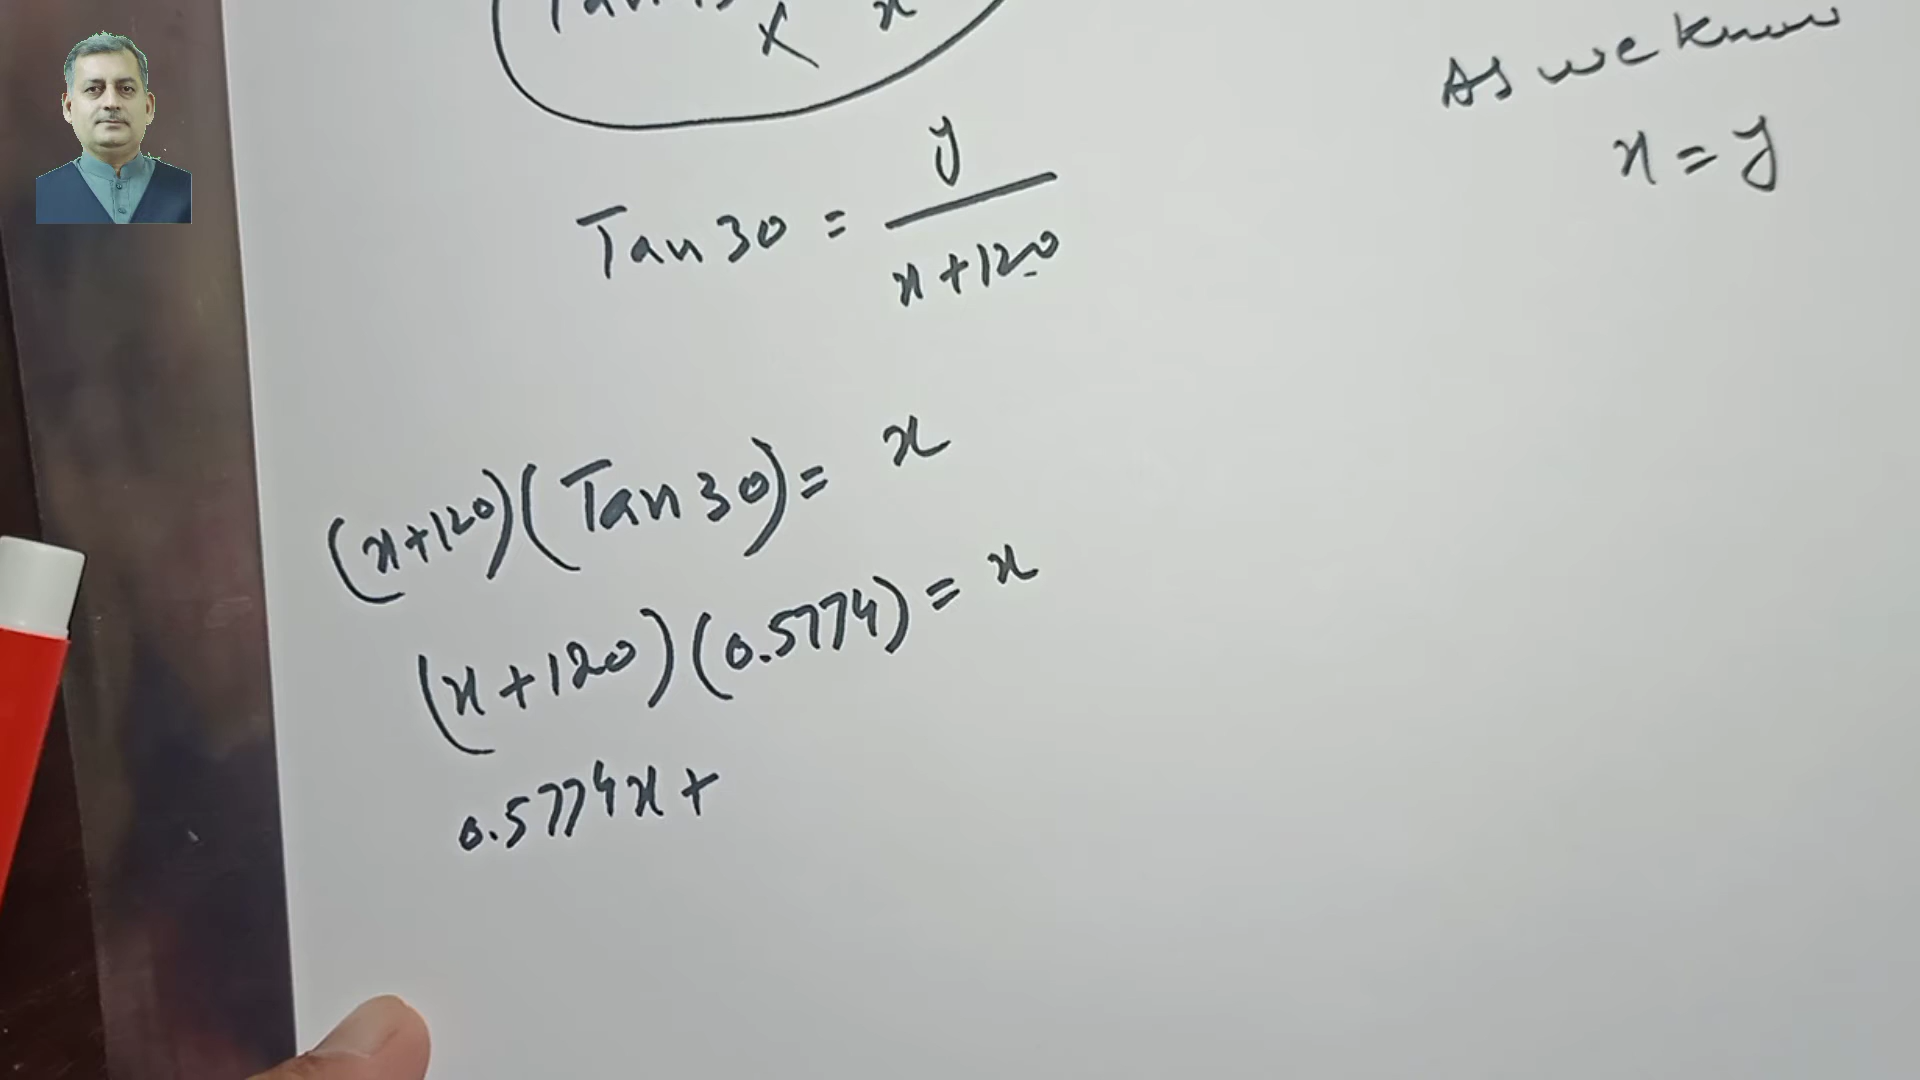 x
As we know
x = y
Tan 30 = y / x + 120
(x+120)(Tan 30) = x
(x+120)(0.5774) = x
0.5774x +